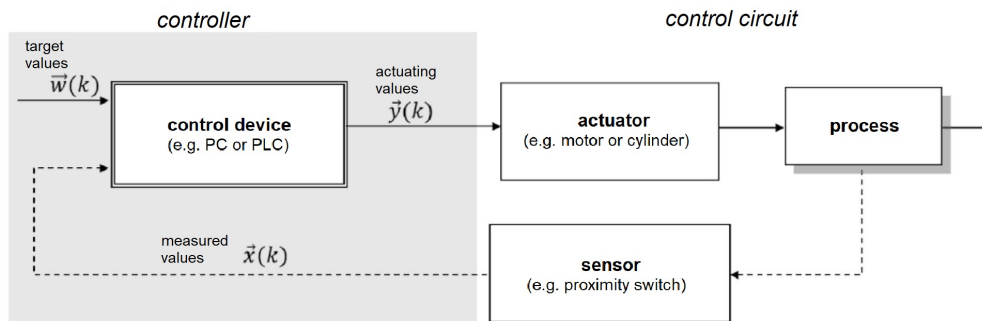 controller
control circuit
target
values
w⃗(k)
actuating
values
y⃗(k)
control device
(e.g. PC or PLC)
actuator
(e.g. motor or cylinder)
process
measured
values
x⃗(k)
sensor
(e.g. proximity switch)